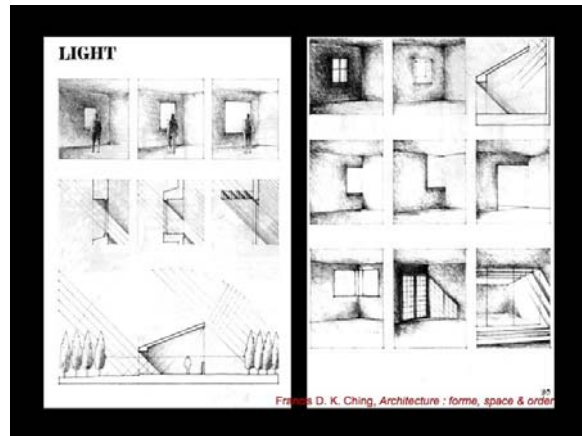 LIGHT
Francis D. K. Ching, Architecture : forme, space & order